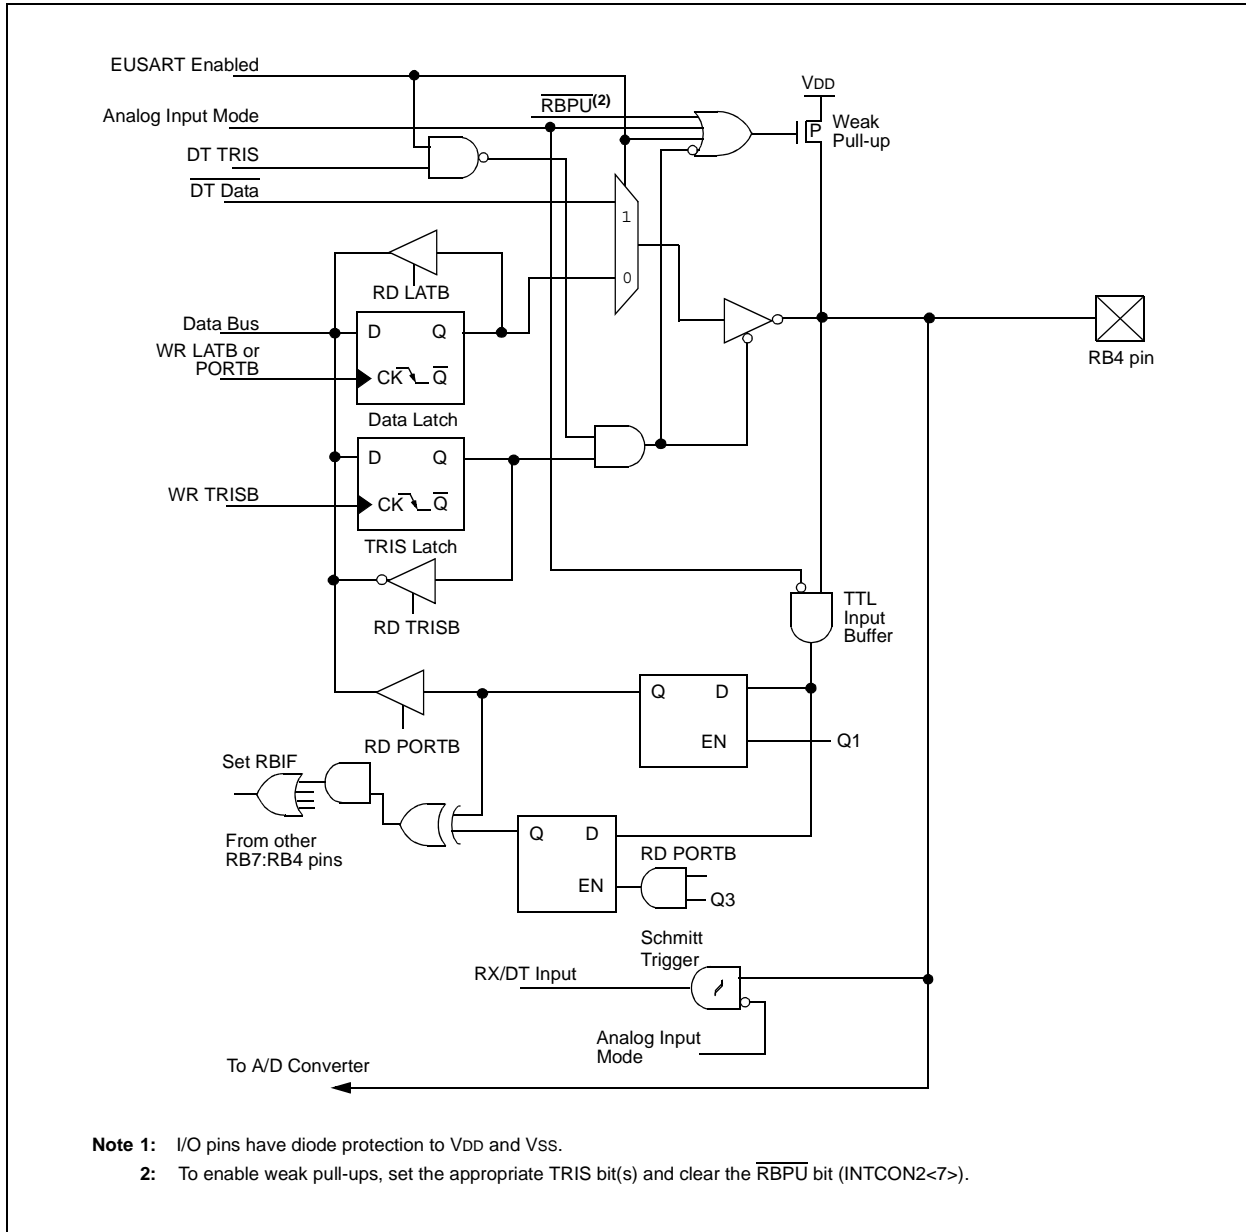 EUSART Enabled
Analog Input Mode
DT TRIS
DT Data
RBPU(2)
VDD
P
Weak
Pull-up
1
0
RD LATB
Data Bus
WR LATB or
PORTB
D Q
CK Q
Data Latch
RB4 pin
D Q
WR TRISB
CK Q
TRIS Latch
RD TRISB
TTL
Input
Buffer
Q D
EN
Q1
RD PORTB
Set RBIF
From other
RB7:RB4 pins
Q D
EN
RD PORTB
Q3
Schmitt
Trigger
RX/DT Input
Analog Input
Mode
To A/D Converter
Note 1: I/O pins have diode protection to VDD and VSS.
2: To enable weak pull-ups, set the appropriate TRIS bit(s) and clear the RBPU bit (INTCON2<7>).